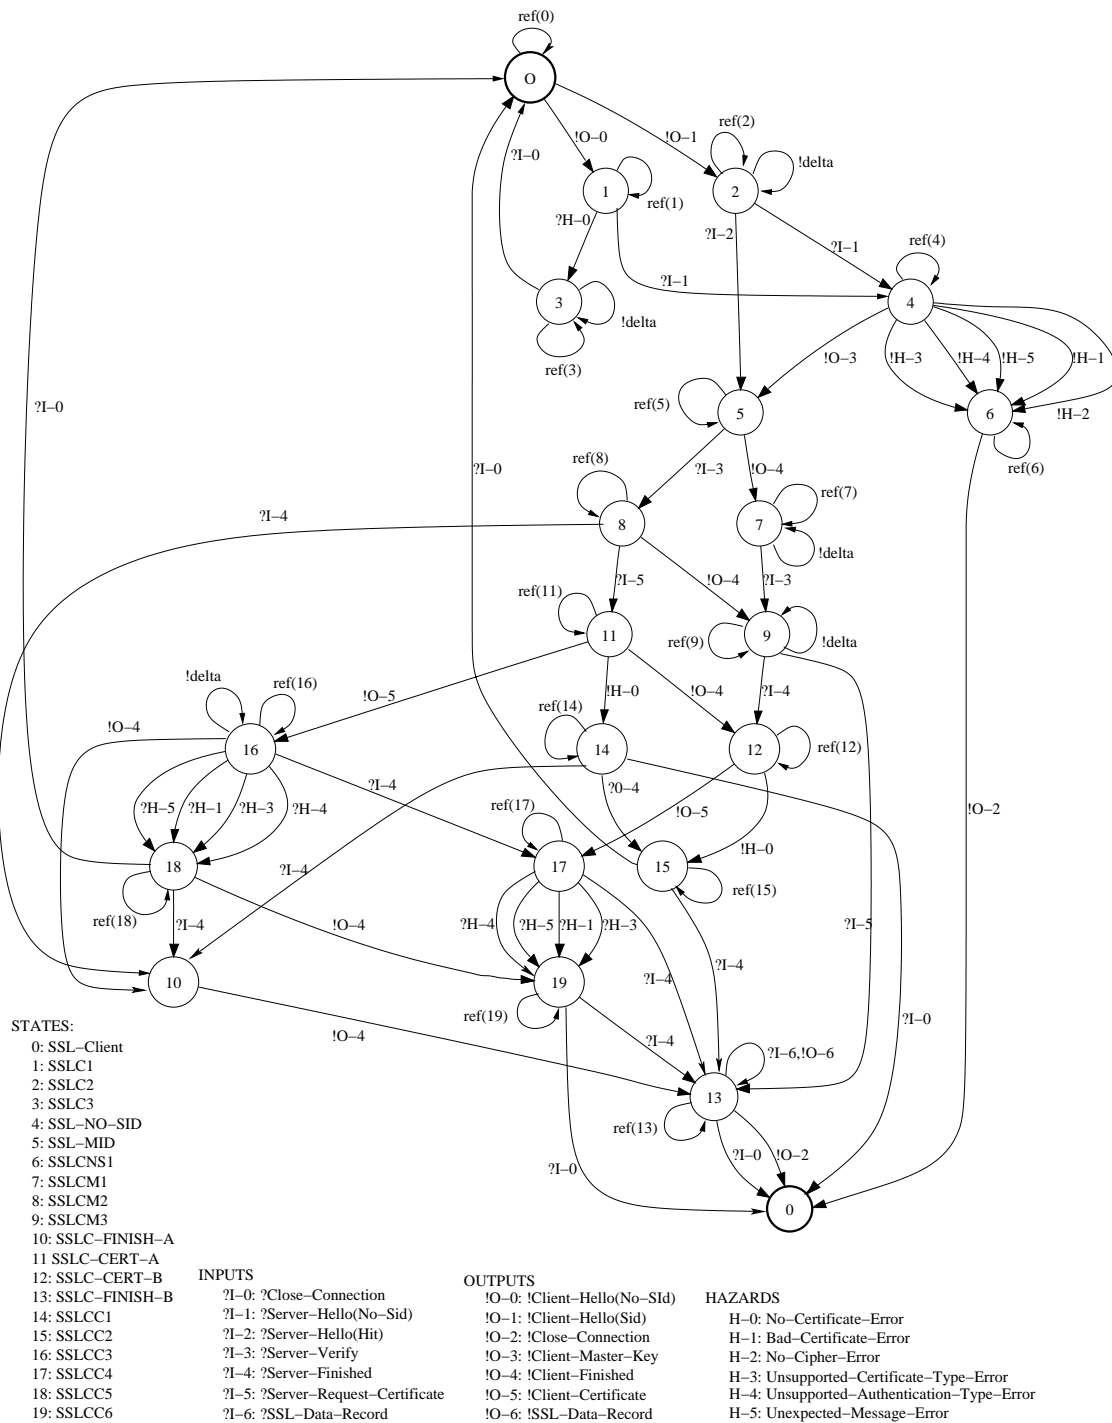 ref(0)
O
!O–0
!O–1
ref(2)
!delta
?I–0
1
2
ref(1)
?H–0
?I–2
?I–1
ref(4)
?I–1
3
4
!delta
ref(3)
!O–3
!H–3
!H–4
!H–5
!H–1
ref(5)
5
6
!H–2
?I–0
ref(8)
?I–3
!O–4
ref(6)
?I–0
ref(7)
?I–4
8
7
!delta
?I–5
!O–4
?I–3
ref(11)
11
9
ref(9)
!delta
!delta
ref(16)
!O–5
!H–0
!O–4
?I–4
ref(14)
!O–4
16
14
12
ref(12)
?I–4
?0–4
?H–5
?H–1
?H–3
?H–4
ref(17)
!O–5
!O–2
!H–0
18
?I–4
17
15
ref(15)
ref(18)
?I–4
!O–4
?H–4
?H–5
?H–1
?H–3
?I–5
10
19
?I–4
?I–4
ref(19)
?I–0
!O–4
?I–4
?I–6,!O–6
13
ref(13)
?I–0
?I–0
!O–2
0
STATES:
0: SSL–Client
1: SSLC1
2: SSLC2
3: SSLC3
4: SSL–NO–SID
5: SSL–MID
6: SSLCNS1
7: SSLCM1
8: SSLCM2
9: SSLCM3
10: SSLC–FINISH–A
11 SSLC–CERT–A
12: SSLC–CERT–B
13: SSLC–FINISH–B
14: SSLCC1
15: SSLCC2
16: SSLCC3
17: SSLCC4
18: SSLCC5
19: SSLCC6
INPUTS
?I–0: ?Close–Connection
?I–1: ?Server–Hello(No–Sid)
?I–2: ?Server–Hello(Hit)
?I–3: ?Server–Verify
?I–4: ?Server–Finished
?I–5: ?Server–Request–Certificate
?I–6: ?SSL–Data–Record
OUTPUTS
!O–0: !Client–Hello(No–SId)
!O–1: !Client–Hello(Sid)
!O–2: !Close–Connection
!O–3: !Client–Master–Key
!O–4: !Client–Finished
!O–5: !Client–Certificate
!O–6: !SSL–Data–Record
HAZARDS
H–0: No–Certificate–Error
H–1: Bad–Certificate–Error
H–2: No–Cipher–Error
H–3: Unsupported–Certificate–Type–Error
H–4: Unsupported–Authentication–Type–Error
H–5: Unexpected–Message–Error